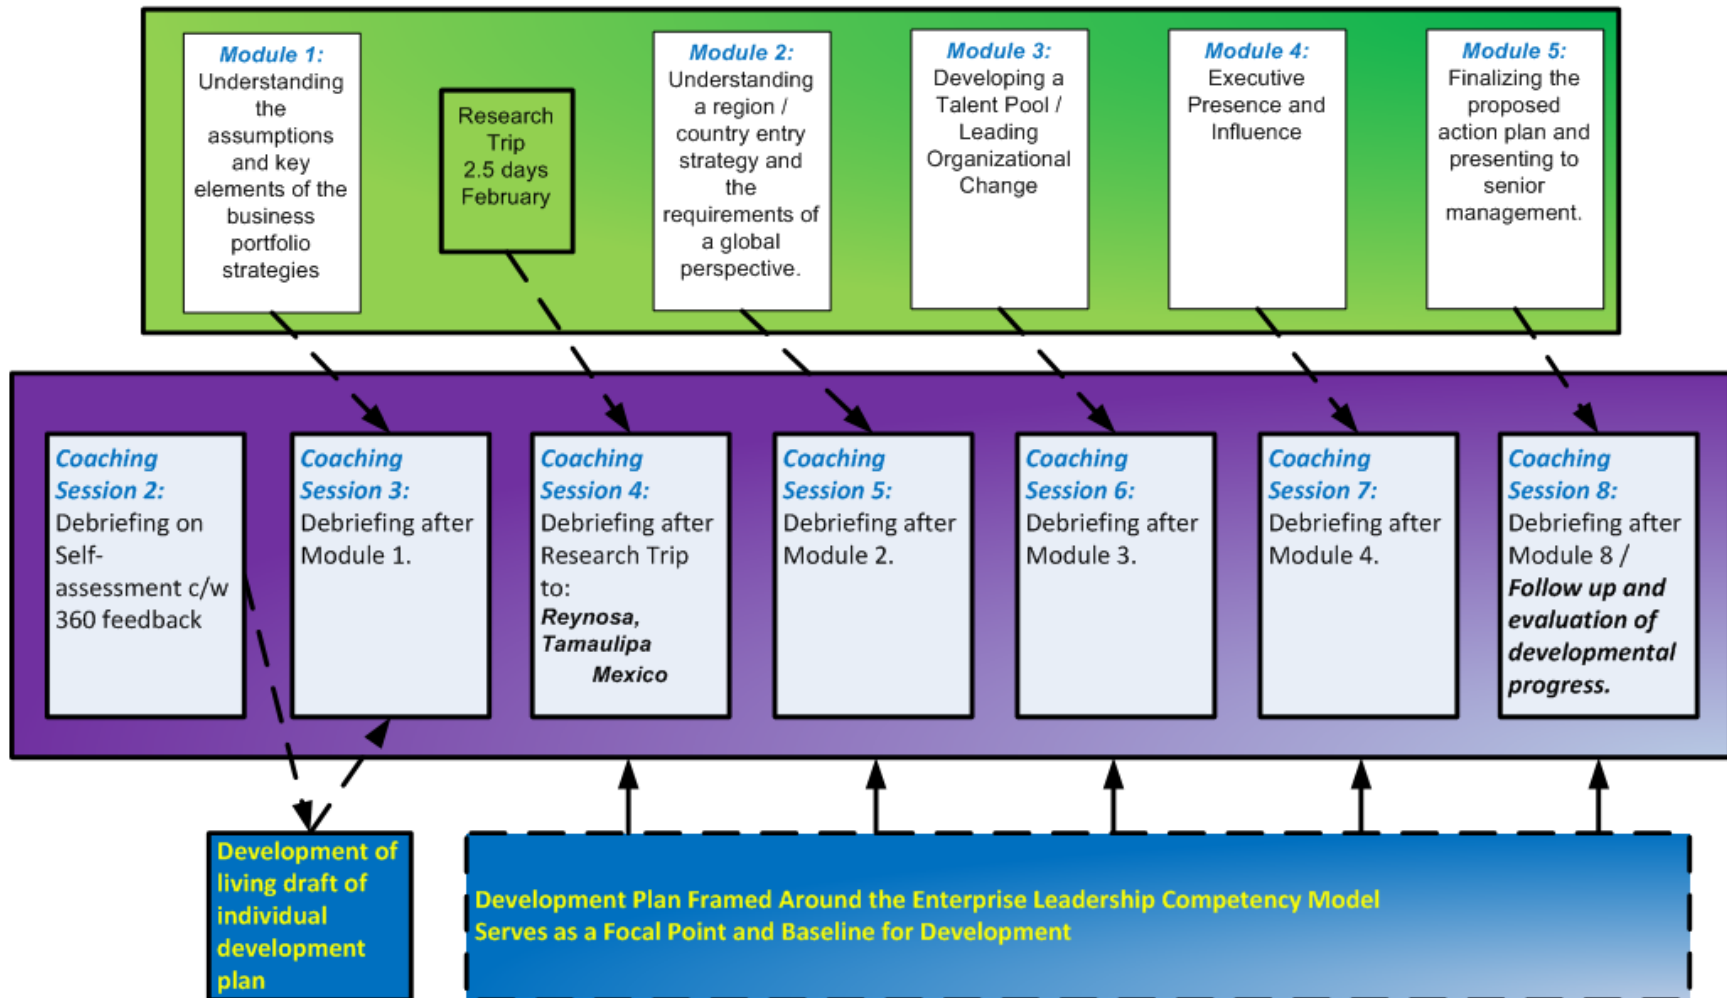 Module 1:
Understanding
the
assumptions
and key
elements of the
business
portfolio
strategies
Research
Trip
2.5 days
February
Module 2:
Understanding
a region /
country entry
strategy and
the
requirements of
a global
perspective.
Module 3:
Developing a
Talent Pool /
Leading
Organizational
Change
Module 4:
Executive
Presence and
Influence
Module 5:
Finalizing the
proposed
action plan and
presenting to
senior
management.
Coaching
Session 2:
Debriefing on
Self-
assessment c/w
360 feedback
Coaching
Session 3:
Debriefing after
Module 1.
Coaching
Session 4:
Debriefing after
Research Trip
to:
Reynosa,
Tamaulipa
Mexico
Coaching
Session 5:
Debriefing after
Module 2.
Coaching
Session 6:
Debriefing after
Module 3.
Coaching
Session 7:
Debriefing after
Module 4.
Coaching
Session 8:
Debriefing after
Module 8 /
Follow up and
evaluation of
developmental
progress.
Development of
living draft of
individual
development
plan
Development Plan Framed Around the Enterprise Leadership Competency Model
Serves as a Focal Point and Baseline for Development